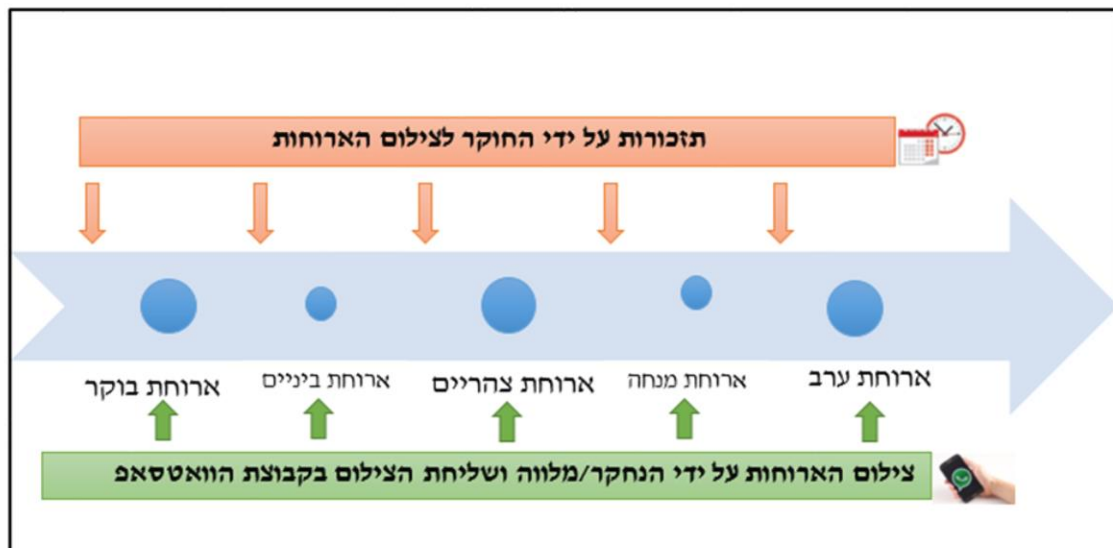 תזכורות על ידי החוקר לצילום הארוחות
ארוחת בוקר
ארוחת ביניים
ארוחת צהריים
ארוחת מנחה
ארוחת ערב
צילום הארוחות על ידי הנחקר/מלווה ושליחת הצילום בקבוצת הוואטסאפ